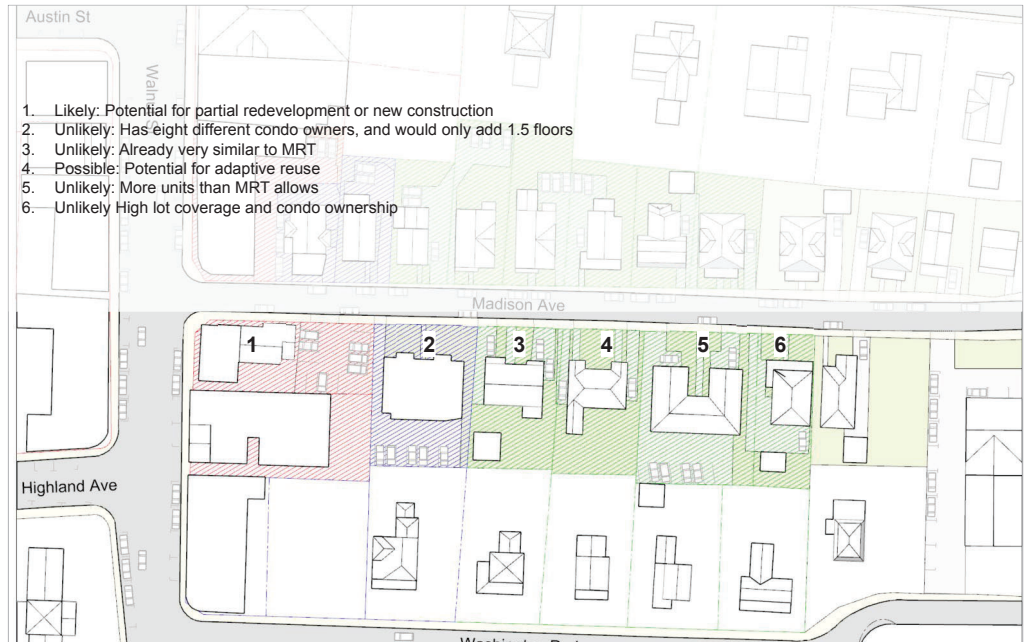 Austin St
Walnut St
1. Likely: Potential for partial redevelopment or new construction
2. Unlikely: Has eight different condo owners, and would only add 1.5 floors
3. Unlikely: Already very similar to MRT
4. Possible: Potential for adaptive reuse
5. Unlikely: More units than MRT allows
6. Unlikely High lot coverage and condo ownership
Madison Ave
1
2
3
4
5
6
Highland Ave